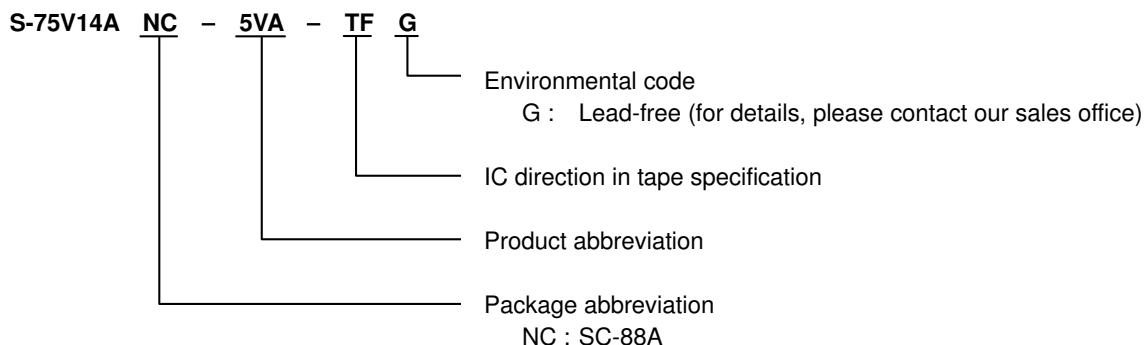 S-75V14A NC – 5VA – TF G
Environmental code
G : Lead-free (for details, please contact our sales office)
IC direction in tape specification
Product abbreviation
Package abbreviation
NC : SC-88A